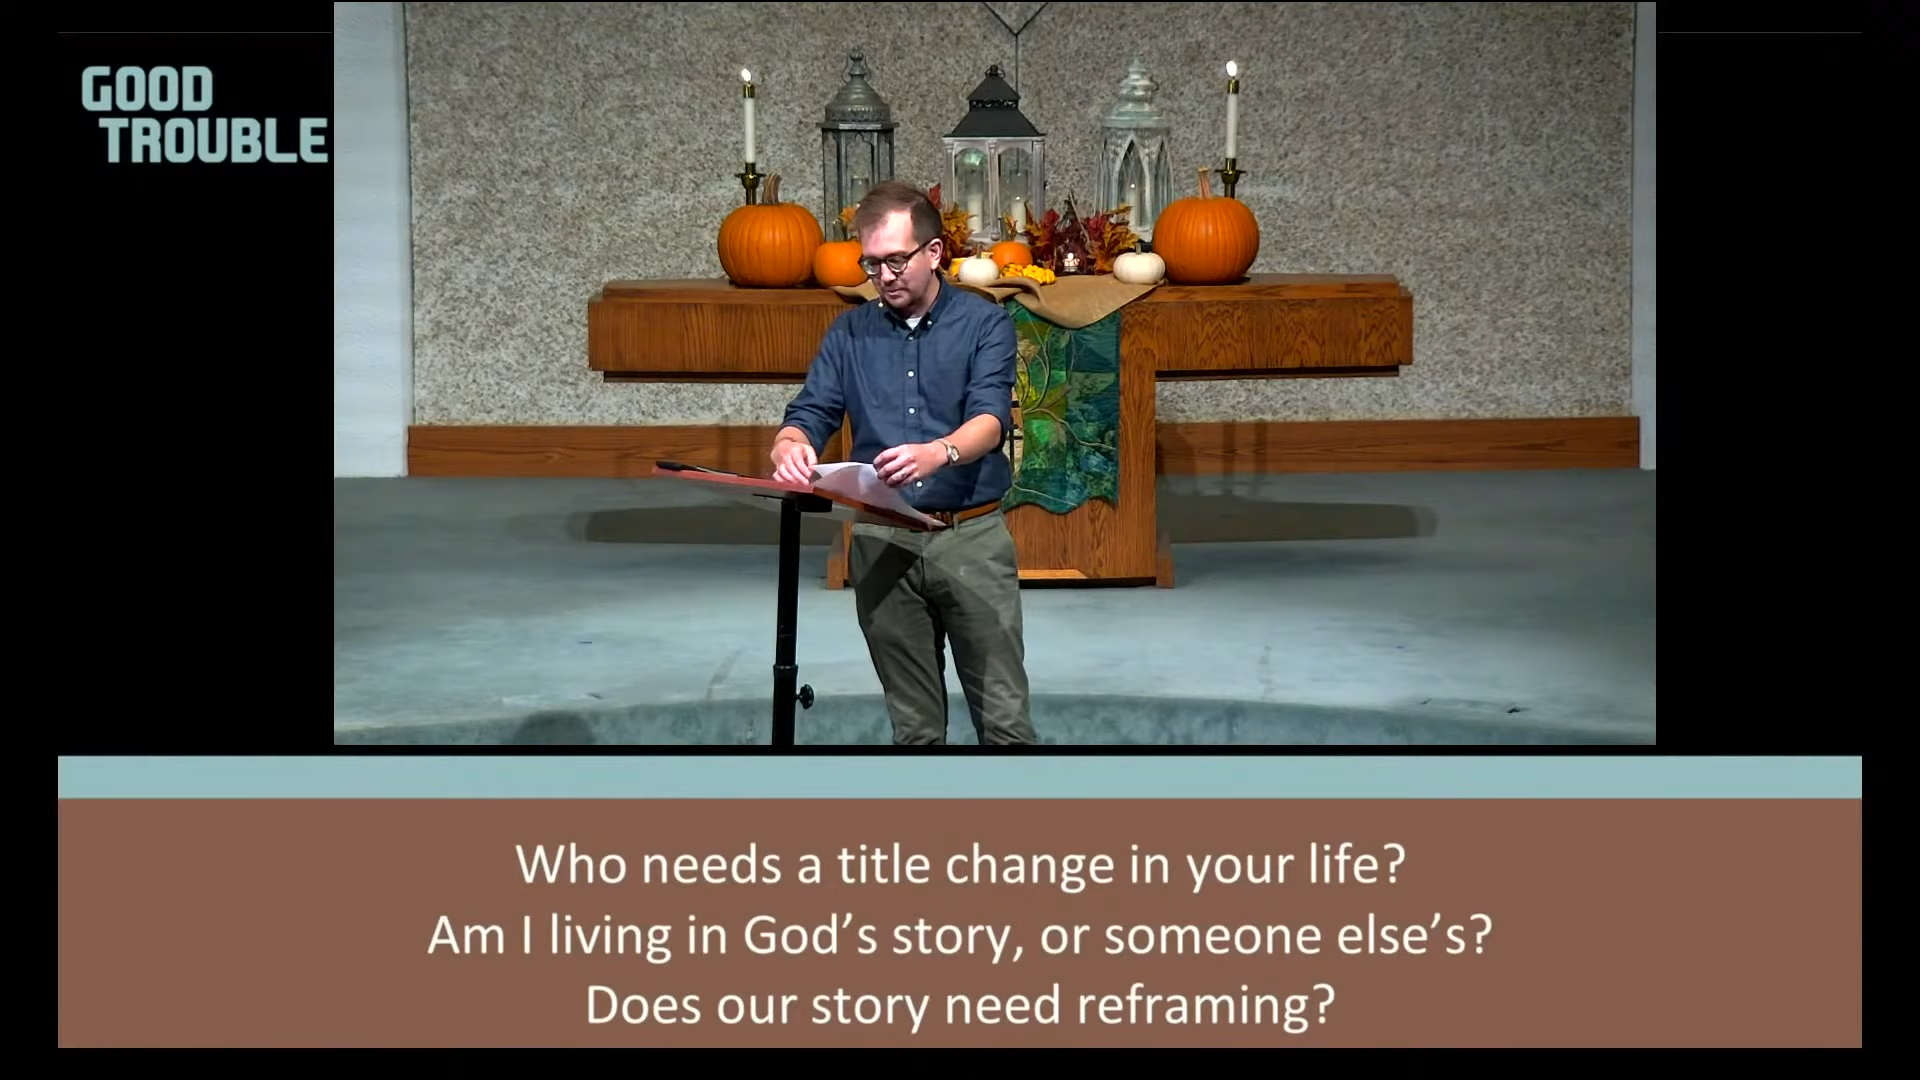 GOOD
TROUBLE
Who needs a title change in your life?
Am I living in God’s story, or someone else’s?
Does our story need reframing?